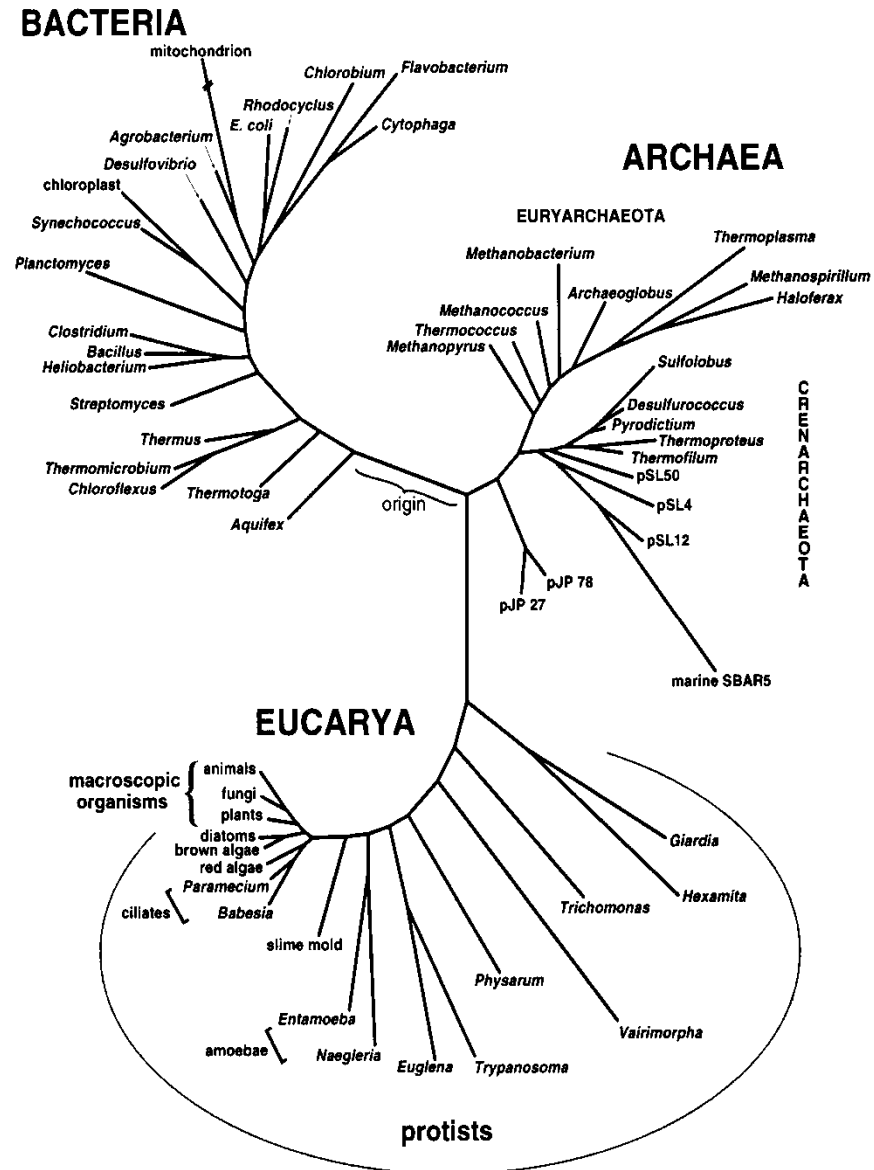 BACTERIA
mitochondrion
Chlorobium
Flavobacterium
Rhodocyclus
E. coli
Cytophaga
Agrobacterium
Desulfovibrio
chloroplast
Synechococcus
Planctomyces
Clostridium
Bacillus
Heliobacterium
Streptomyces
Thermus
Thermomicrobium
Chloroflexus
Thermotoga
Aquifex
origin
ARCHAEA
EURYARCHAEOTA
Methanobacterium
Thermoplasma
Archaeoglobus
Methanospirillum
Haloferax
Methanococcus
Thermococcus
Methanopyrus
Sulfolobus
Desulfurococcus
Pyrodictium
Thermoproteus
Thermofilum
pSL50
pSL4
pSL12
CRENARCHAEOTA
pJP 78
pJP 27
marine SBAR5
EUCARYA
macroscopic
organisms
animals
fungi
plants
diatoms
brown algae
red algae
Paramecium
ciliates
Babesia
slime mold
Entamoeba
amoebae
Naegleria
Euglena
Trypanosoma
Physarum
Vairimorpha
Trichomonas
Hexamita
Giardia
protists